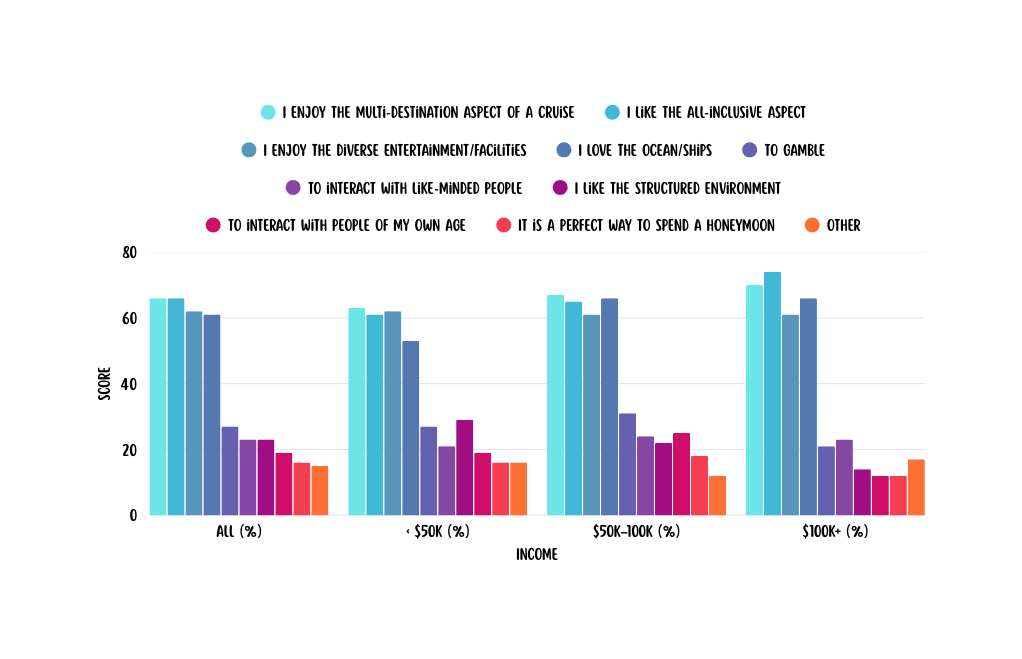 I ENJOY THE MULTI-DESTINATION ASPECT OF A CRUISE I LIKE THE ALL-INCLUSIVE ASPECT
I ENJOY THE DIVERSE ENTERTAINMENT/FACILITIES I LOVE THE OCEAN/SHIPS TO GAMBLE
TO INTERACT WITH LIKE-MINDED PEOPLE I LIKE THE STRUCTURED ENVIRONMENT
TO INTERACT WITH PEOPLE OF MY OWN AGE IT IS A PERFECT WAY TO SPEND A HONEYMOON OTHER
80
60
40
20
0
SCORE
ALL (%) < $50K (%) $50K–100K (%) $100K+ (%)
INCOME